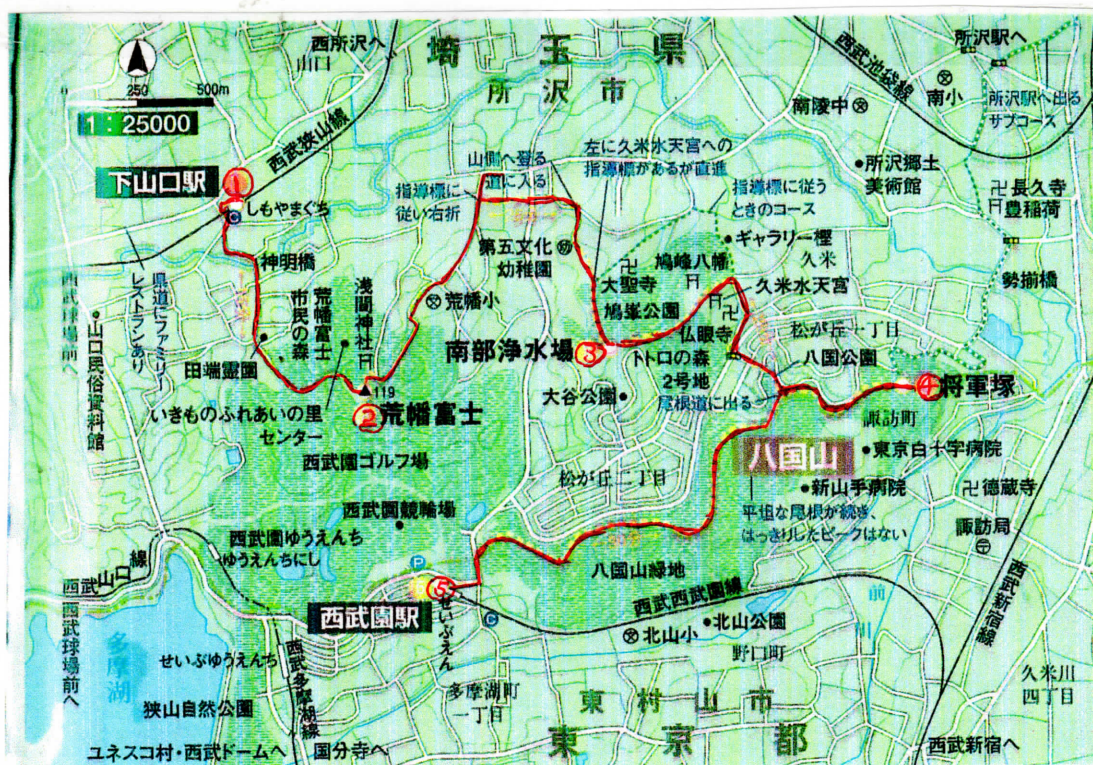 西所沢へ
山口
埼玉県
所沢市
所沢駅へ
西武池袋線
南小
南陵中
所沢駅へ出る
サブコース
0 250 500m
1:25000
西武狭山線
下山口駅
①
しもやまぐち
山側へ登る
道に入る
左に久米水天宮への
指導標があるが直進
指導標に
従い右折
指導標に従う
ときのコース
所沢郷土
美術館
長久寺
豊稲荷
第五文化
幼稚園
ギャラリー樫
久米
鳩峰八幡
大聖寺
久米水天宮
鳩峯公園
勢揃橋
神明橋
西武球場前へ
県道にファミリー
レストランあり
山口民俗資料館
荒幡富士
市民の森
浅間神社
荒幡小
田端霊園
いきものふれあいの里
センター
119
②
荒幡富士
南部浄水場
③
仏眼寺
トトロの森
2号地
松が丘一丁目
八国公園
尾根道に出る
大谷公園
④
将軍塚
諏訪町
八国山
東京白十字病院
新山手病院
徳蔵寺
平坦な尾根が続き、
はっきりしたピークはない
諏訪局
西武園ゴルフ場
松が丘二丁目
西武園競輪場
西武園ゆうえんち
ゆうえんちにし
P
⑤
西武園駅
せいぶえん
八国山緑地
西武西武園線
前川
西武新宿線
北山小
北山公園
野口町
西武山口線
西武球場前へ
多摩湖
せいぶゆうえんち
西武多摩湖線
狭山自然公園
多摩湖町
一丁目
東村山市
東京都
久米川
四丁目
ユネスコ村・西武ドームへ
国分寺へ
西武新宿へ